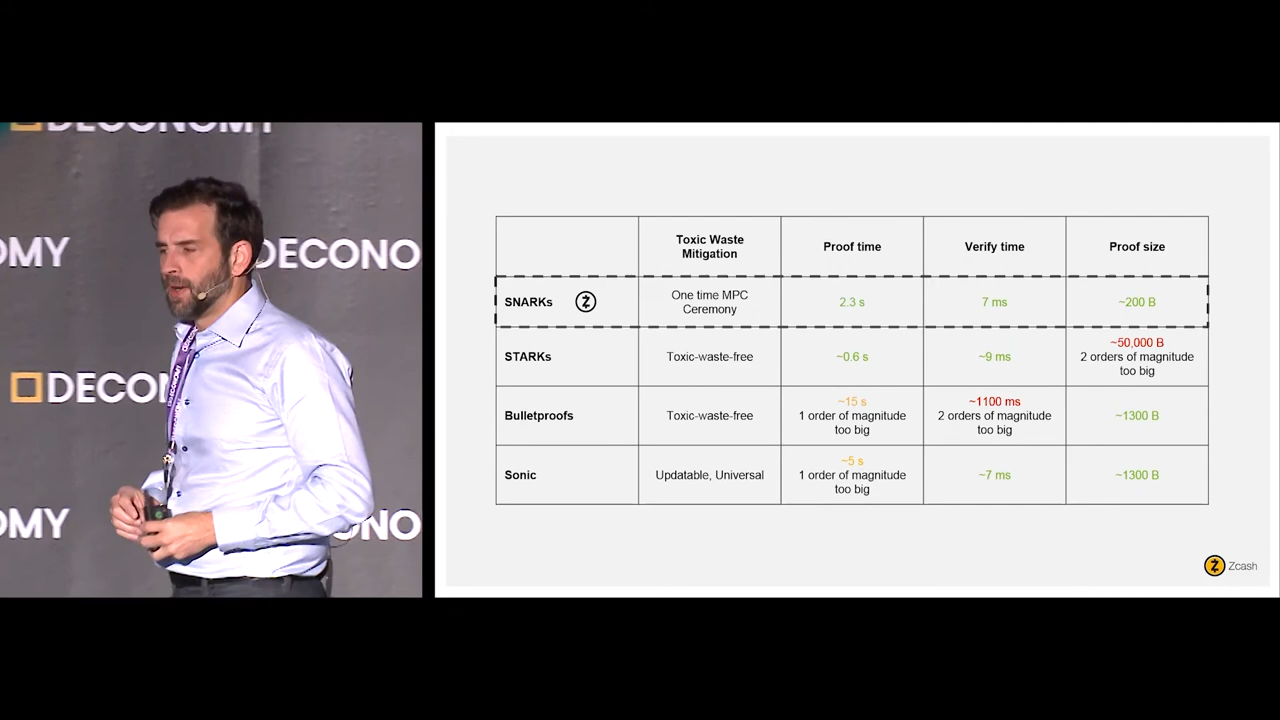 DECONOMY
OMY
DECONO
DECON
OMY
ONO
Toxic Waste
Mitigation
Proof time
Verify time
Proof size
SNARKs
One time MPC
Ceremony
2.3 s
7 ms
~200 B
STARKs
Toxic-waste-free
~0.6 s
~9 ms
~50,000 B
2 orders of magnitude
too big
Bulletproofs
Toxic-waste-free
~15 s
1 order of magnitude
too big
~1100 ms
2 orders of magnitude
too big
~1300 B
Sonic
Updatable, Universal
~5 s
1 order of magnitude
too big
~7 ms
~1300 B
Zcash